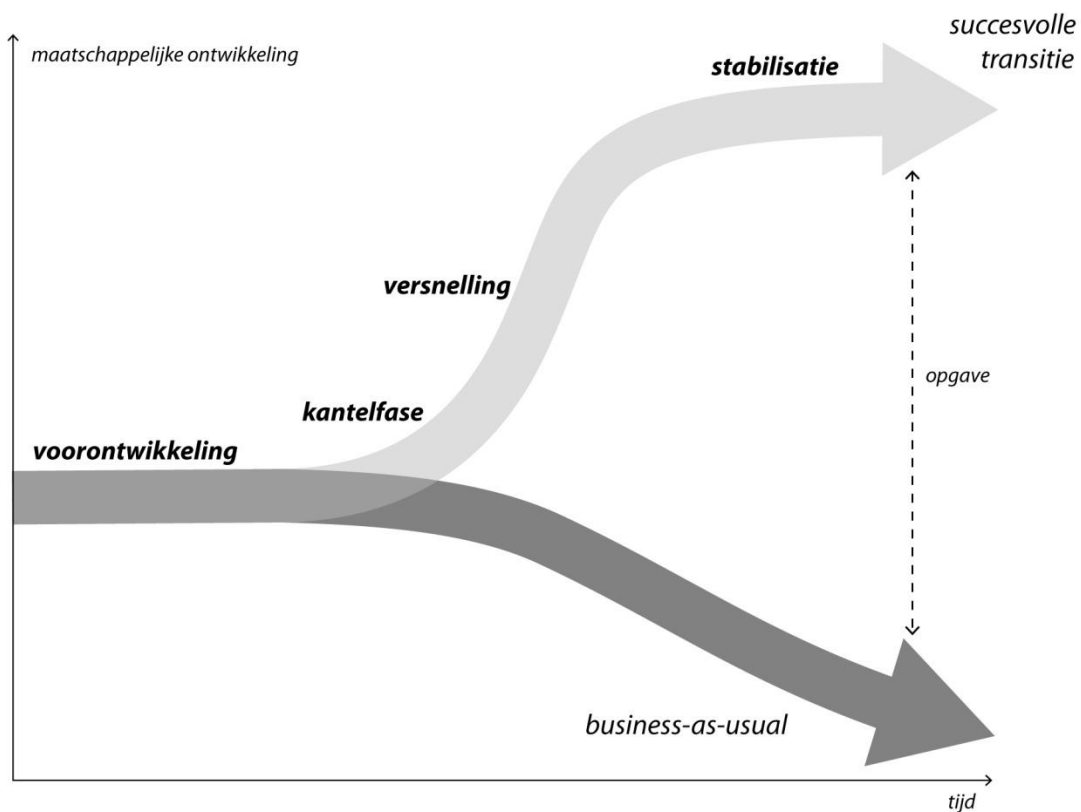 succesvolle
transitie
maatschappelijke ontwikkeling
stabilisatie
versnelling
opgave
kantelfase
voorontwikkeling
business-as-usual
tijd